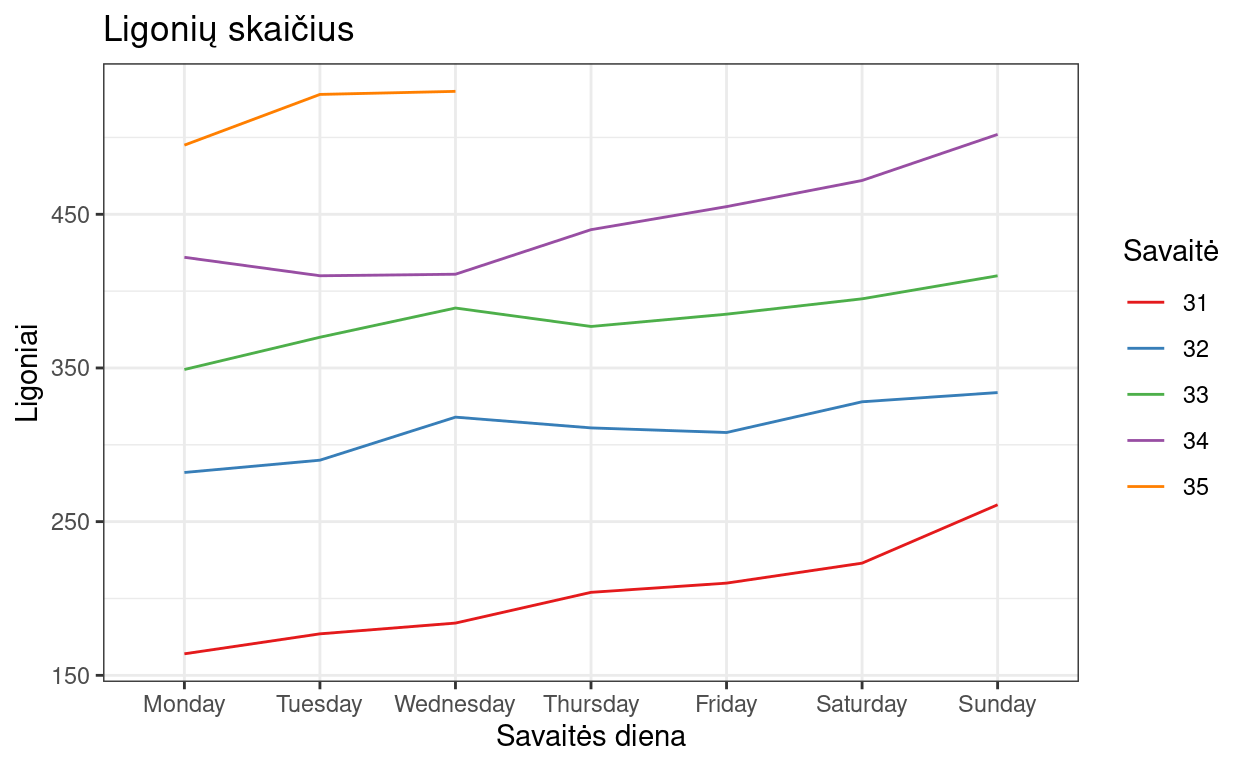 Ligonių skaičius
Ligoniai
450
350
250
150
Monday Tuesday Wednesday Thursday Friday Saturday Sunday
Savaitės diena
Savaitė
31
32
33
34
35